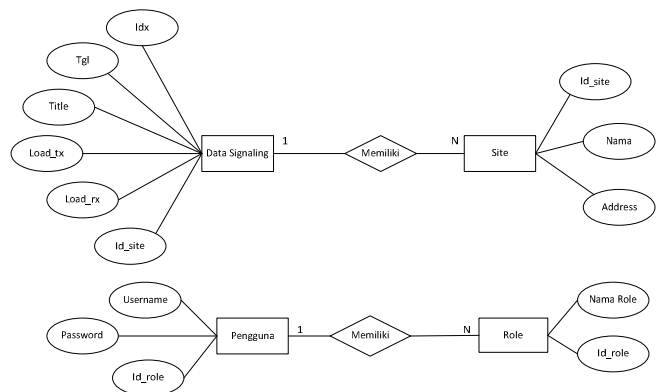 Idx
Tgl
Title
Load_tx
Load_rx
Id_site
Data Signaling
1
Memiliki
N
Site
Id_site
Nama
Address
Username
Password
Id_role
Pengguna
1
Memiliki
N
Role
Nama Role
Id_role